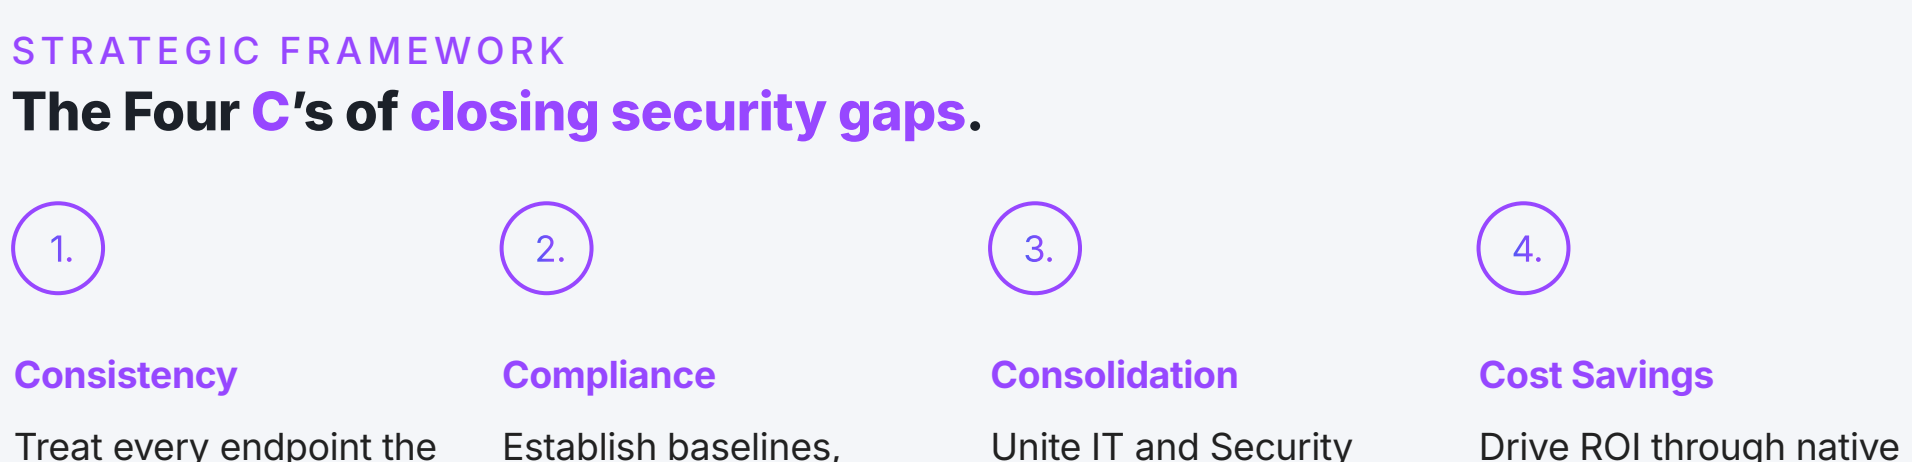 STRATEGIC FRAMEWORK
The Four C’s of closing security gaps.
1.
2.
3.
4.
Consistency
Compliance
Consolidation
Cost Savings
Treat every endpoint the
Establish baselines,
Unite IT and Security
Drive ROI through native